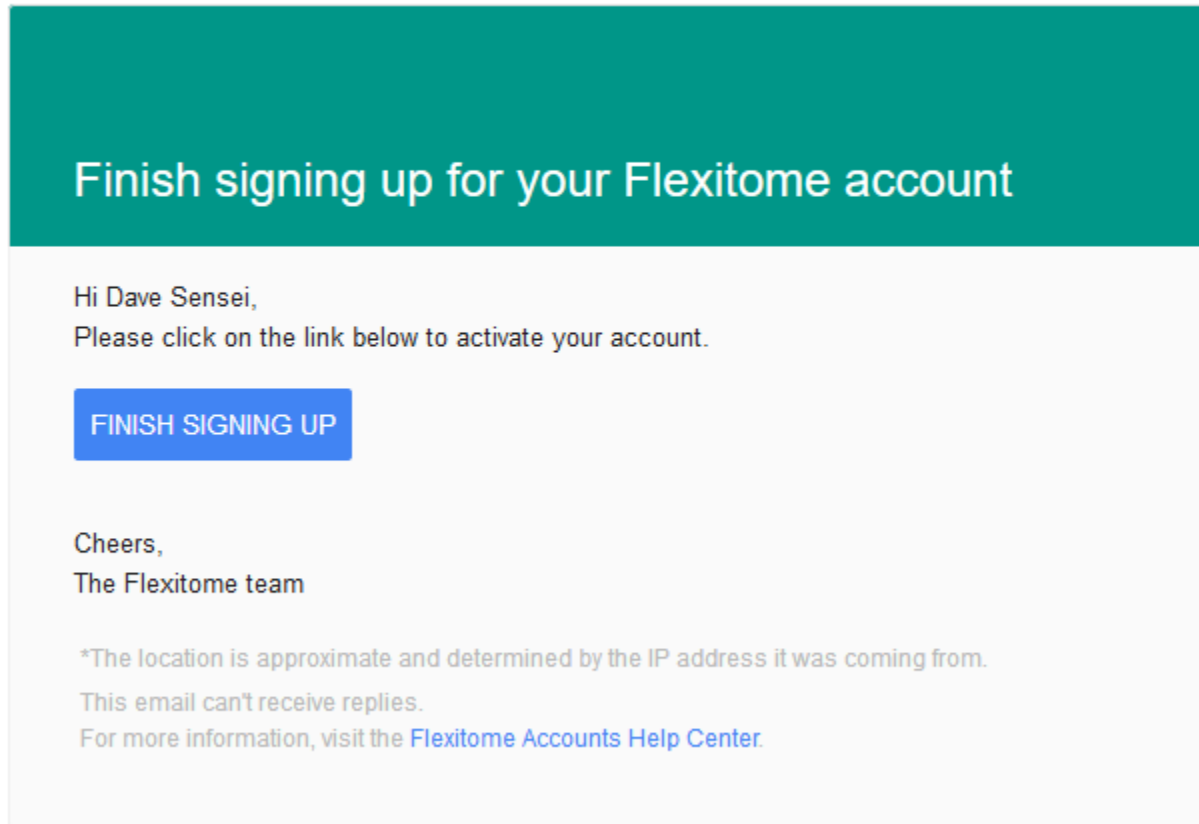 Finish signing up for your Flexitome account
Hi Dave Sensei,
Please click on the link below to activate your account.
FINISH SIGNING UP
Cheers,
The Flexitome team
*The location is approximate and determined by the IP address it was coming from.
This email can't receive replies.
For more information, visit the Flexitome Accounts Help Center.